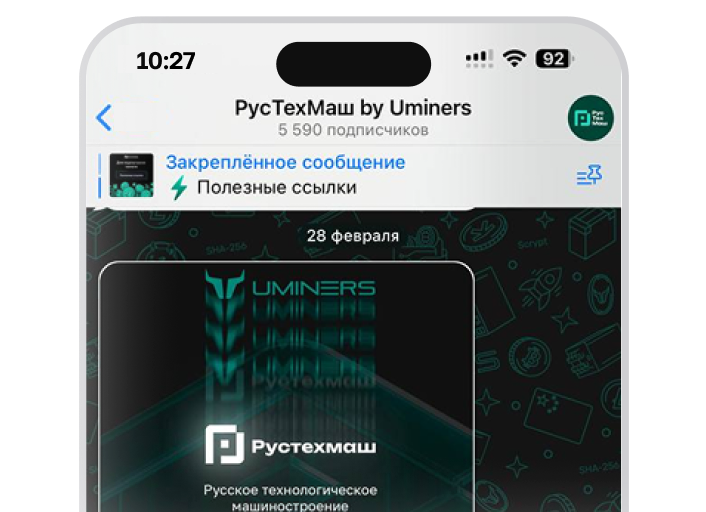 10:27
92
РусТехМаш by Uminers
5 590 подписчиков
Рус
Тех
Маш
Закреплённое сообщение
Полезные ссылки
28 февраля
SHA-256
Scrypt
UMINERS
Рустехмаш
Рустехмаш
Русское технологическое
машиностроение
SHA-256